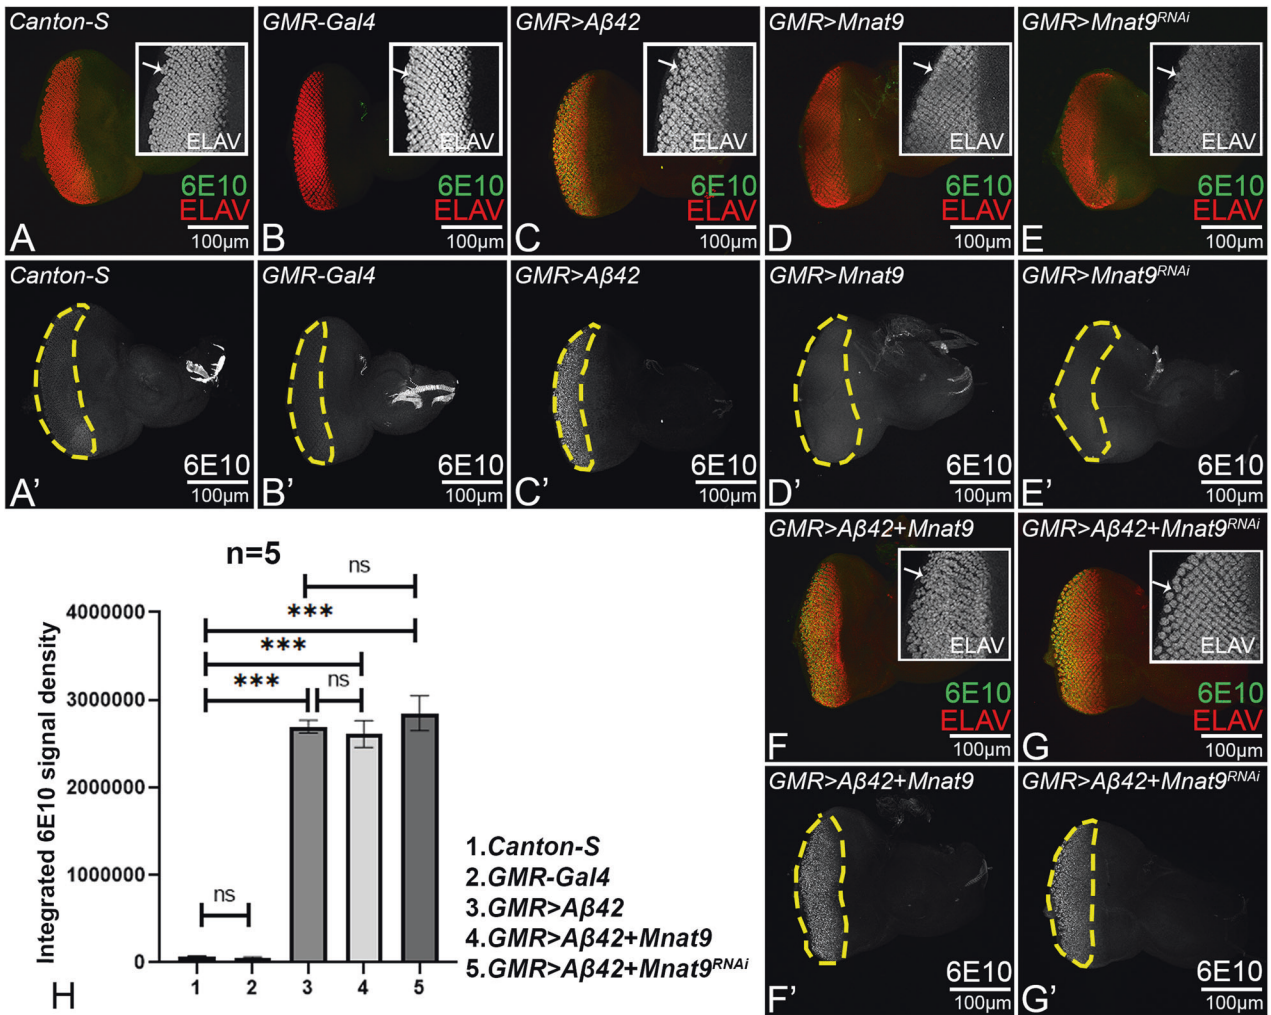 Canton-S
ELAV
6E10
ELAV
100µm
A
GMR-Gal4
ELAV
6E10
ELAV
100µm
B
GMR>Aβ42
ELAV
6E10
ELAV
100µm
C
GMR>Mnat9
ELAV
6E10
ELAV
100µm
D
GMR>Mnat9RNAi
ELAV
6E10
ELAV
100µm
E
Canton-S
6E10
100µm
A’
GMR-Gal4
6E10
100µm
B’
GMR>Aβ42
6E10
100µm
C’
GMR>Mnat9
6E10
100µm
D’
GMR>Mnat9RNAi
6E10
100µm
E’
GMR>Aβ42+Mnat9
ELAV
6E10
ELAV
100µm
F
GMR>Aβ42+Mnat9RNAi
ELAV
6E10
ELAV
100µm
G
GMR>Aβ42+Mnat9
6E10
100µm
F’
GMR>Aβ42+Mnat9RNAi
6E10
100µm
G’
n=5
ns
***
***
*** ns
ns
Integrated 6E10 signal density
4000000
3000000
2000000
1000000
0
1 2 3 4 5
1.Canton-S
2.GMR-Gal4
3.GMR>Aβ42
4.GMR>Aβ42+Mnat9
5.GMR>Aβ42+Mnat9RNAi
H